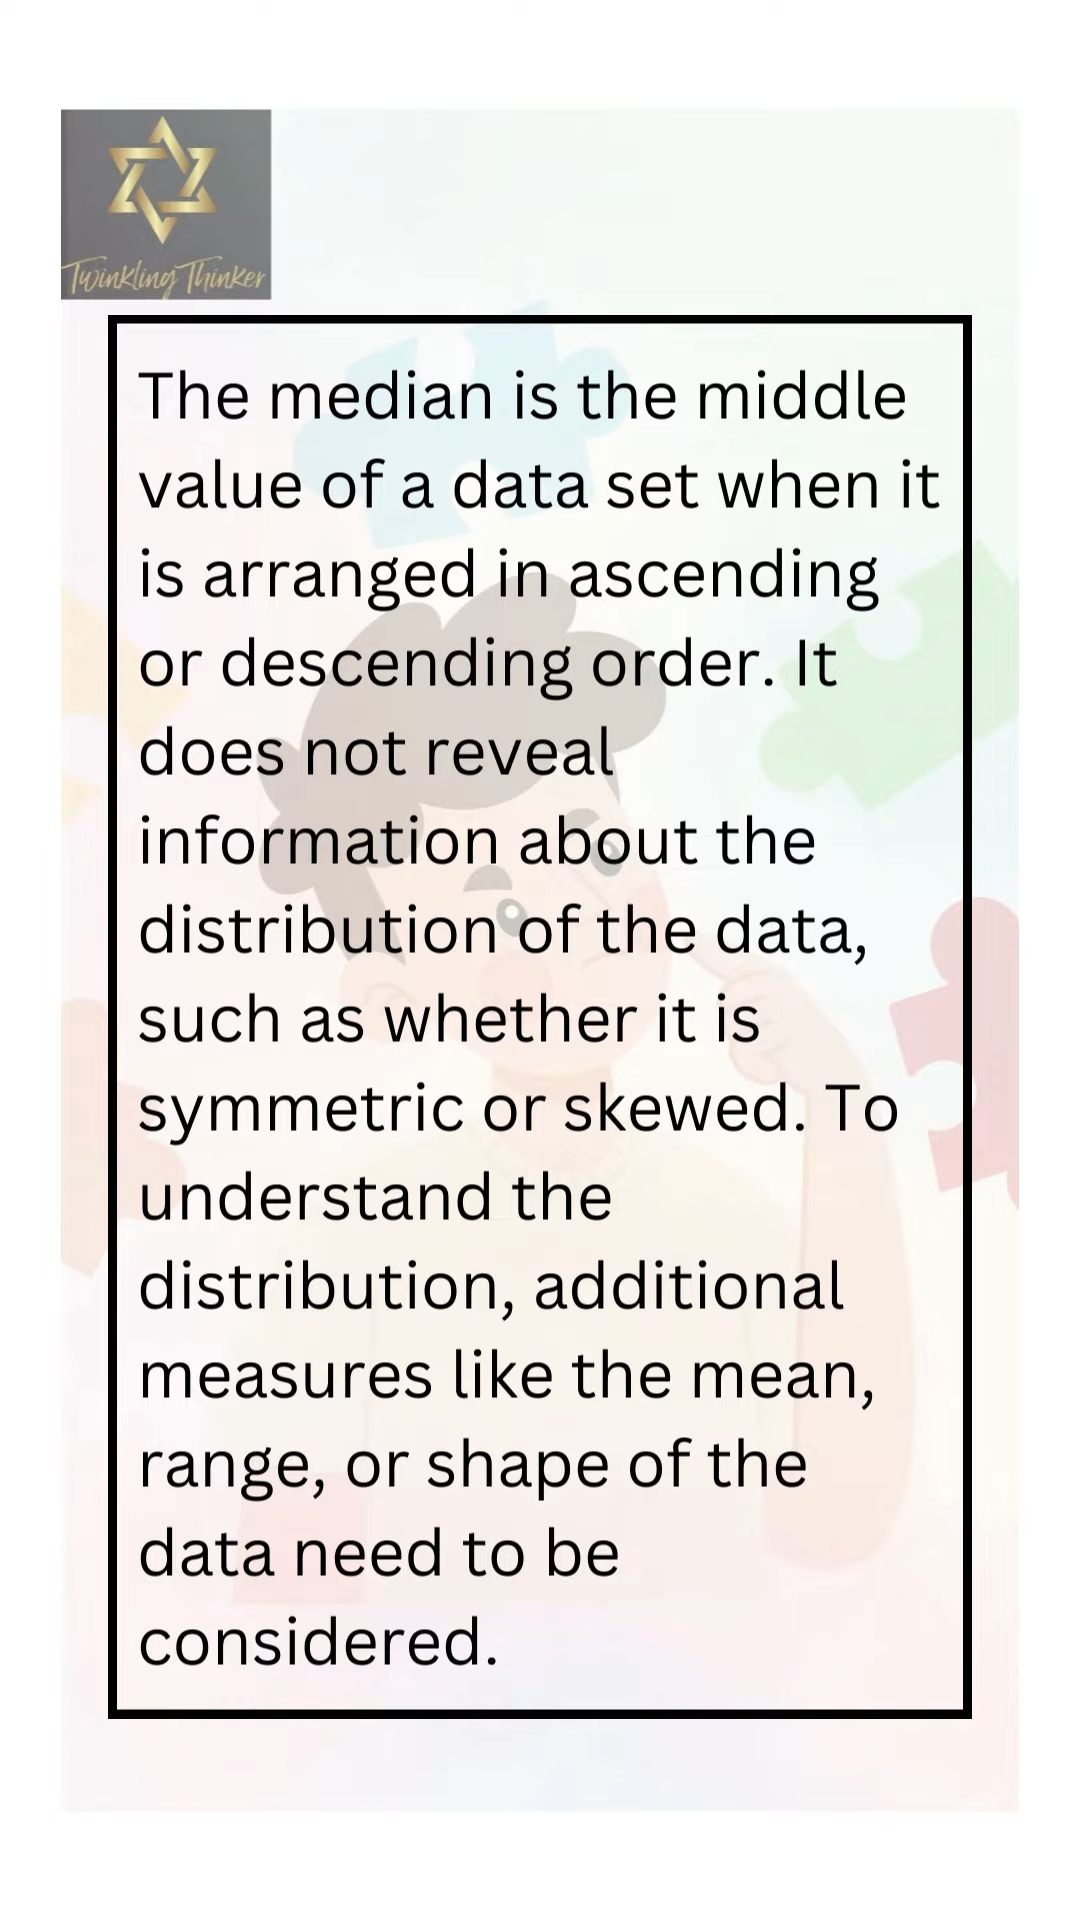 Twinkling Thinker
The median is the middle
value of a data set when it
is arranged in ascending
or descending order. It
does not reveal
information about the
distribution of the data,
such as whether it is
symmetric or skewed. To
understand the
distribution, additional
measures like the mean,
range, or shape of the
data need to be
considered.